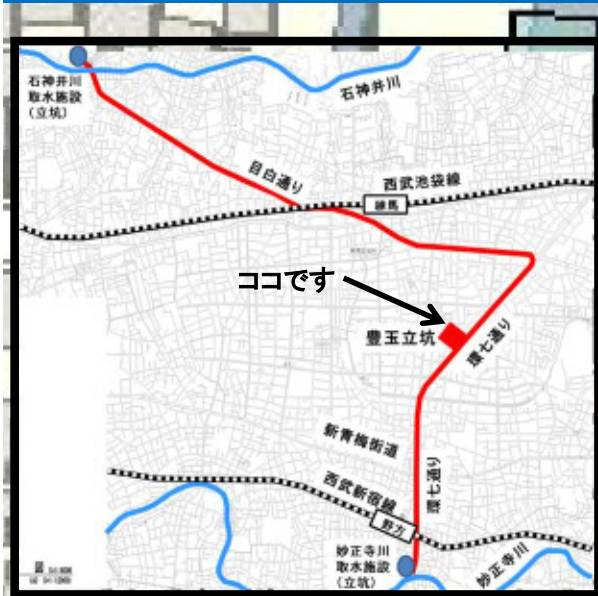 石神井川
取水施設
(立坑)
石神井川
目白通り
西武池袋線
練馬
ココです
豊玉立坑
環七通り
新青梅街道
環七通り
西武新宿線
野方
妙正寺川
取水施設
(立坑)
妙正寺川